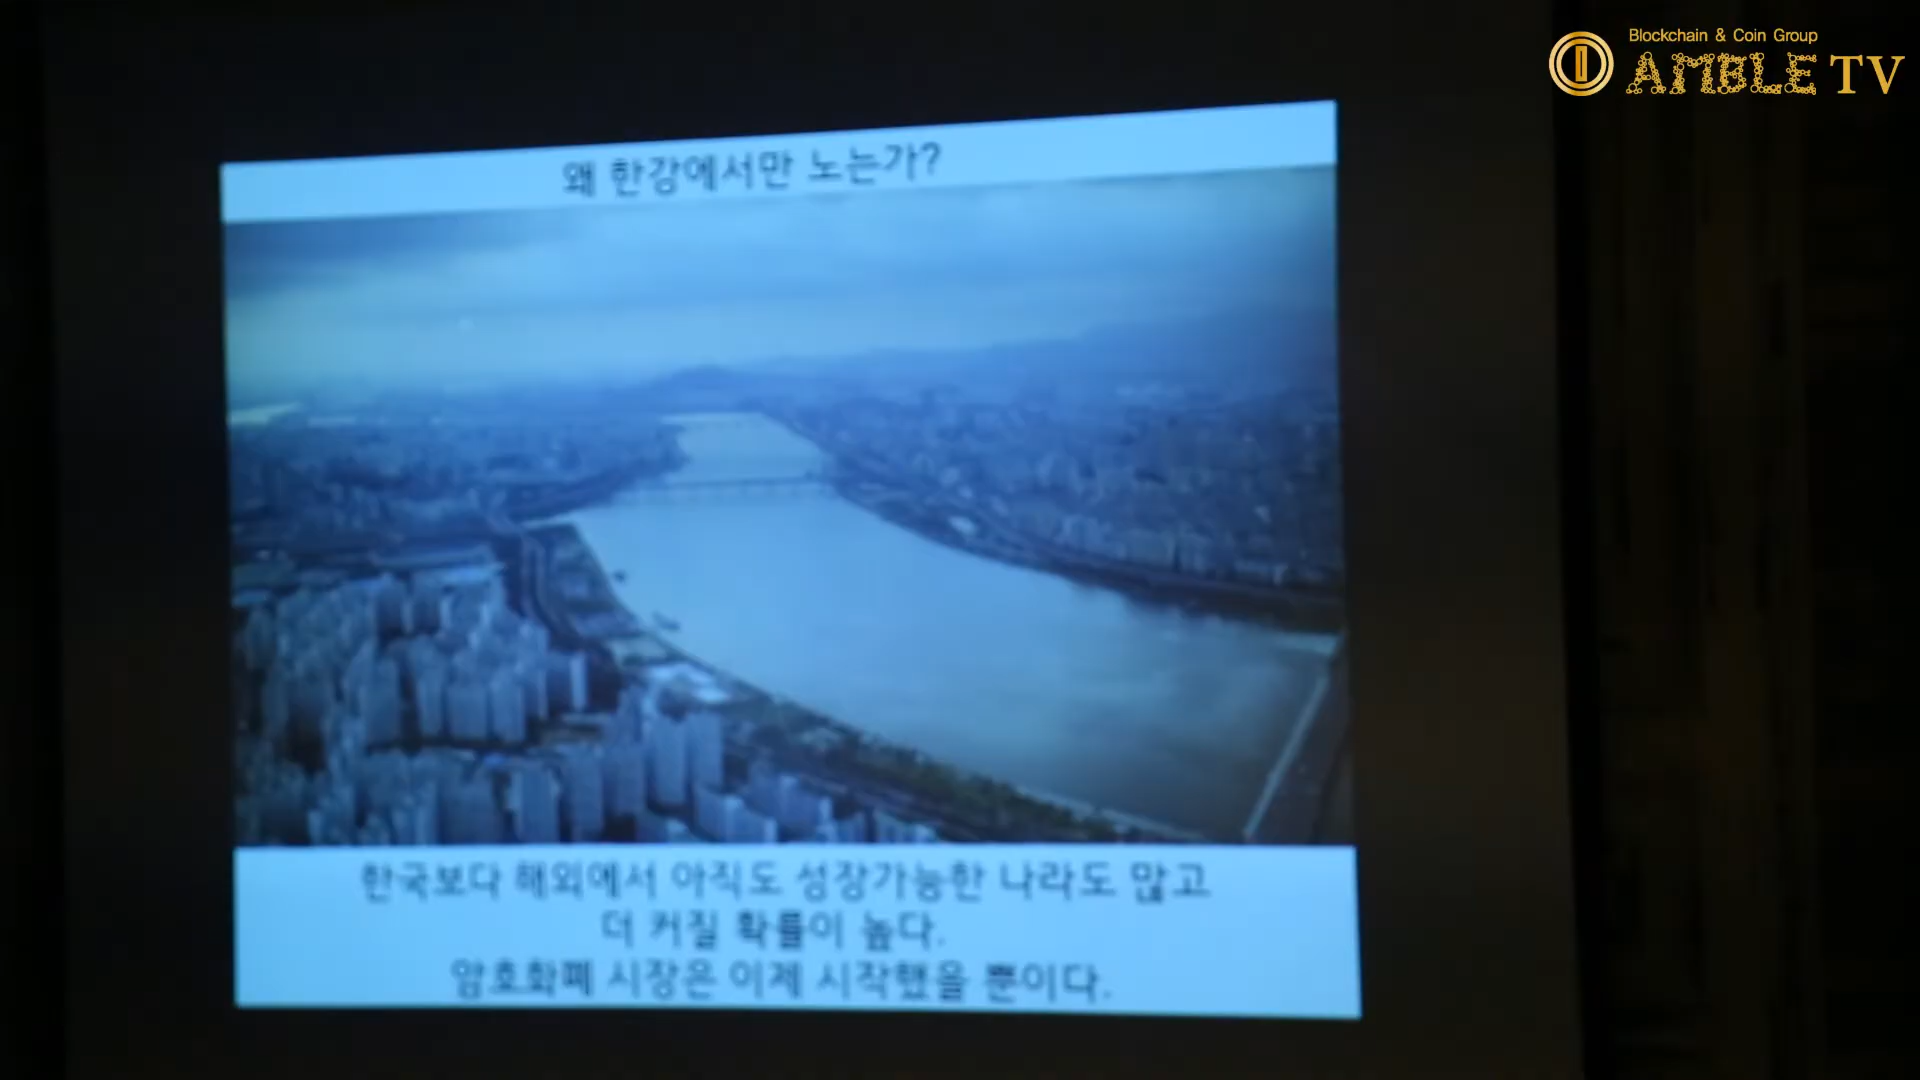 Blockchain & Coin Group
AMBLE TV
왜 한강에서만 노는가?
한국보다 해외에서 아직도 성장가능한 나라도 많고
더 커질 확률이 높다.
암호화폐 시장은 이제 시작했을 뿐이다.